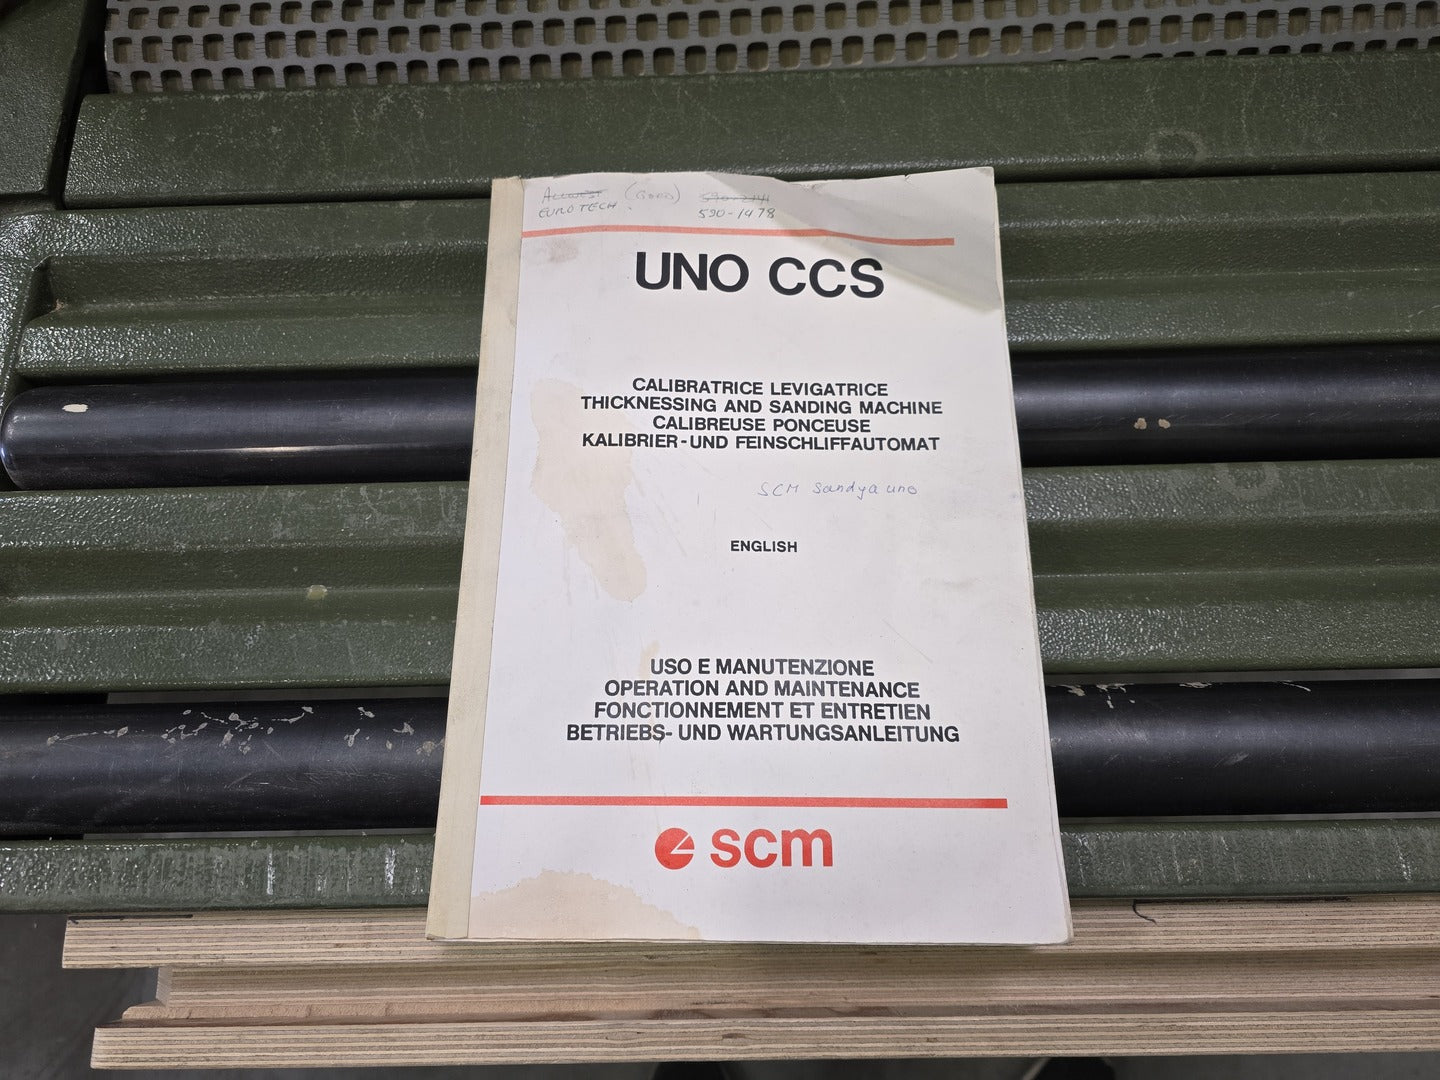 EUROTECH.
590-1478
UNO CCS
CALIBRATRICE LEVIGATRICE
THICKNESSING AND SANDING MACHINE
CALIBREUSE PONCEUSE
KALIBRIER-UND FEINSCHLIFFAUTOMAT
SCM Sandya uno
ENGLISH
USO E MANUTENZIONE
OPERATION AND MAINTENANCE
FONCTIONNEMENT ET ENTRETIEN
BETRIEBS- UND WARTUNGSANLEITUNG
scm